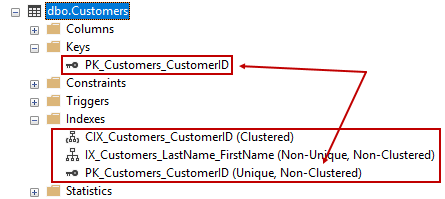 dbo.Customers
Columns
Keys
PK_Customers_CustomerID
Constraints
Triggers
Indexes
CIX_Customers_CustomerID (Clustered)
IX_Customers_LastName_FirstName (Non-Unique, Non-Clustered)
PK_Customers_CustomerID (Unique, Non-Clustered)
Statistics